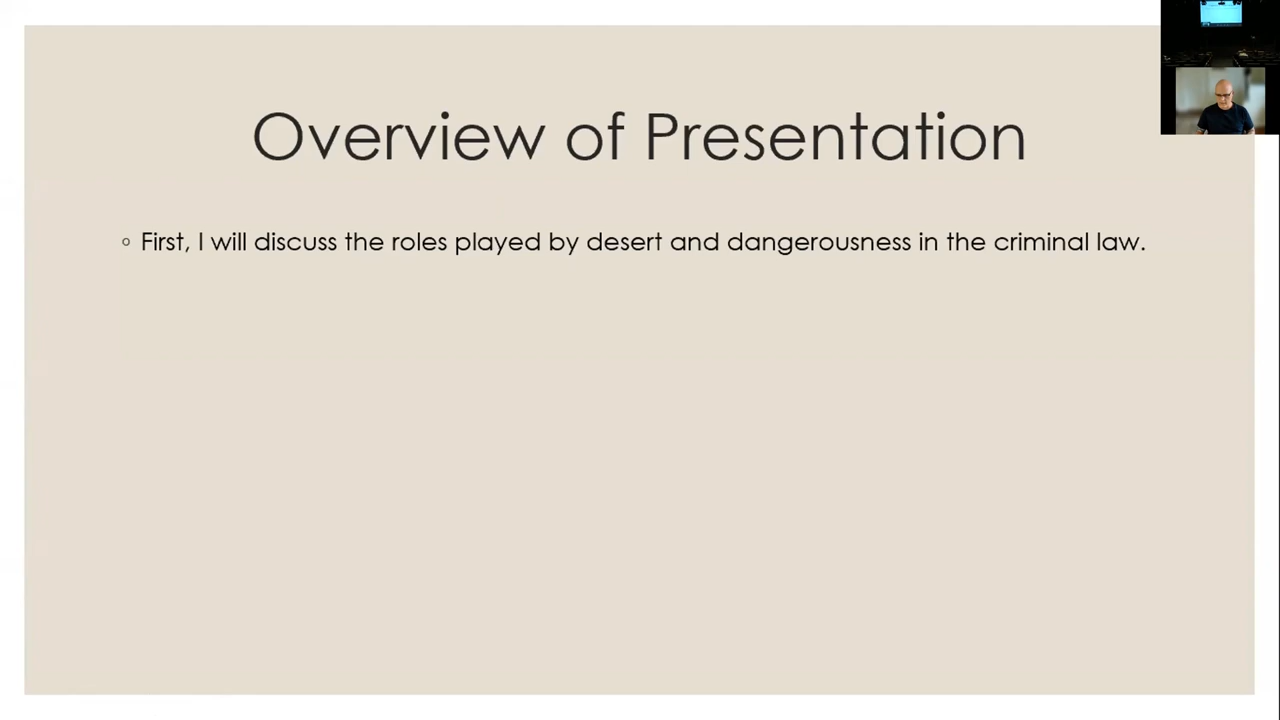 Overview of Presentation
◦ First, I will discuss the roles played by desert and dangerousness in the criminal law.